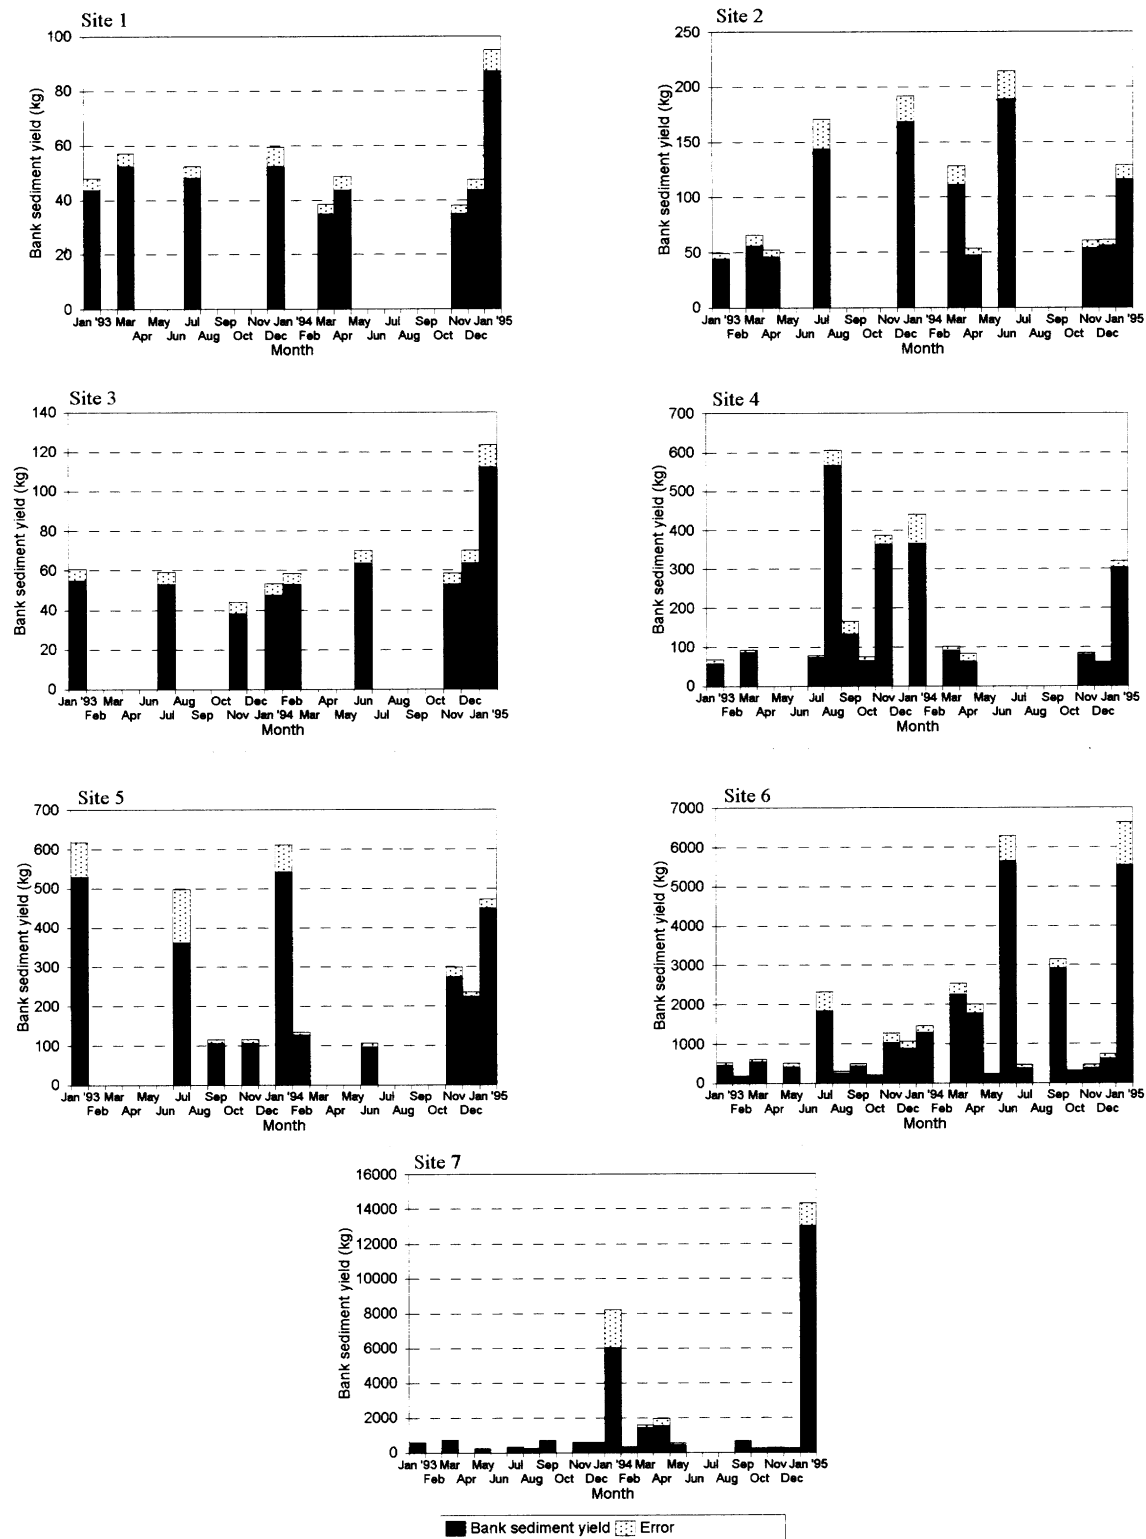 Site 1
Bank sediment yield (kg)
100
80
60
40
20
0
Jan '93 Mar May Jul Sep Nov Jan '94 Mar May Jul Sep Nov Jan '95
Apr Jun Aug Oct Dec Feb Apr Jun Aug Oct Dec
Month
Site 2
Bank sediment yield (kg)
250
200
150
100
50
0
Jan '93 Mar May Jul Sep Nov Jan '94 Mar May Jul Sep Nov Jan '95
Feb Apr Jun Aug Oct Dec Feb Apr Jun Aug Oct Dec
Month
Site 3
Bank sediment yield (kg)
140
120
100
80
60
40
20
0
Jan '93 Mar Jun Aug Oct Dec Feb Apr Jun Aug Oct Dec
Feb Apr Jul Sep Nov Jan '94 Mar May Jul Sep Nov Jan '95
Month
Site 4
Bank sediment yield (kg)
700
600
500
400
300
200
100
0
Jan '93 Mar May Jul Sep Nov Jan '94 Mar May Jul Sep Nov Jan '95
Feb Apr Jun Aug Oct Dec Feb Apr Jun Aug Oct Dec
Month
Site 5
Bank sediment yield (kg)
700
600
500
400
300
200
100
0
Jan '93 Mar May Jul Sep Nov Jan '94 Mar May Jul Sep Nov Jan '95
Feb Apr Jun Aug Oct Dec Feb Apr Jun Aug Oct Dec
Month
Site 6
Bank sediment yield (kg)
7000
6000
5000
4000
3000
2000
1000
0
Jan '93 Mar May Jul Sep Nov Jan '94 Mar May Jul Sep Nov Jan '95
Feb Apr Jun Aug Oct Dec Feb Apr Jun Oct Dec
Month
Site 7
Bank sediment yield (kg)
16000
14000
12000
10000
8000
6000
4000
2000
0
Jan '93 Mar May Jul Sep Nov Jan '94 Mar May Jul Sep Nov Jan '95
Feb Apr Jun Aug Oct Dec Feb Apr Jun Aug Oct Dec
Month
Bank sediment yield Error